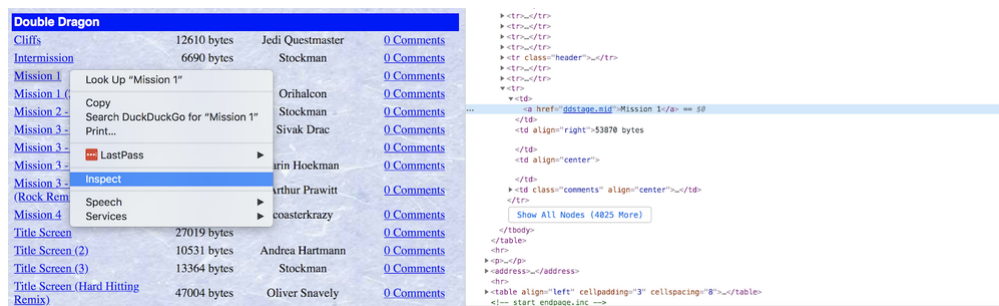 Double Dragon
Cliffs 12610 bytes Jedi Questmaster 0 Comments
Intermission 6690 bytes Stockman 0 Comments
Mission 1 0 Comments
Mission 1 ( Orihalcon 0 Comments
Mission 2 - Stockman 0 Comments
Mission 3 - Sivak Drac 0 Comments
Mission 3 - 0 Comments
Mission 3 - arin Hoekman 0 Comments
Mission 3 - Arthur Prawitt 0 Comments
(Rock Rem
Mission 4 coasterkrazy 0 Comments
Title Screen 27019 bytes 0 Comments
Title Screen (2) 10531 bytes Andrea Hartmann 0 Comments
Title Screen (3) 13364 bytes Stockman 0 Comments
Title Screen (Hard Hitting
Remix) 47004 bytes Oliver Snavely 0 Comments
Look Up “Mission 1”
Copy
Search DuckDuckGo for “Mission 1”
Print...
LastPass
Inspect
Speech
Services
<tr>…</tr>
<tr>…</tr>
<tr>…</tr>
<tr>…</tr>
<tr class="header">…</tr>
<tr>…</tr>
<tr>…</tr>
<tr>
<td>
<a href="ddstage.mid">Mission 1</a> == $0
</td>
<td align="right">53870 bytes
</td>
<td align="center">
</td>
<td class="comments" align="center">…</td>
</tr>
Show All Nodes (4025 More)
</tbody>
</table>
<hr>
<p>…</p>
<address>…</address>
<hr>
<table align="left" cellpadding="3" cellspacing="8">…</table>
<!-- start endpage.inc -->